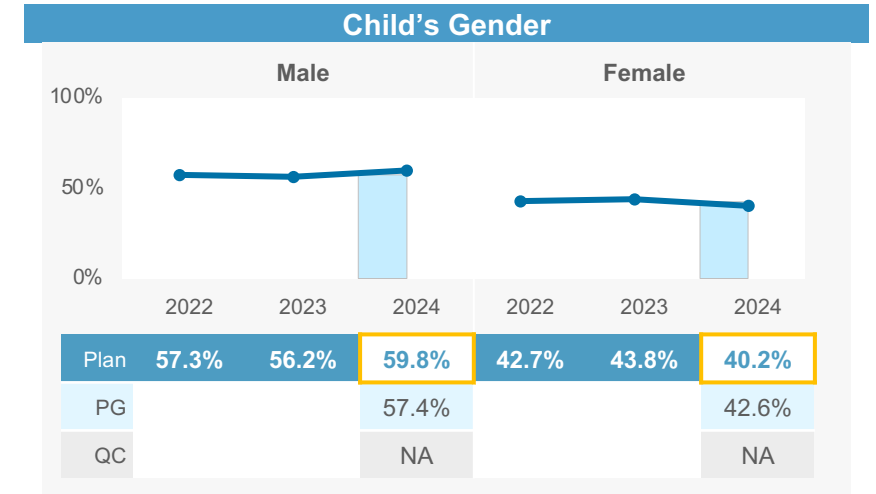 Child's Gender
Male Female
100%
50%
0%
2022 2023 2024 2022 2023 2024
Plan 57.3% 56.2% 59.8% 42.7% 43.8% 40.2%
PG 57.4% 42.6%
QC NA NA